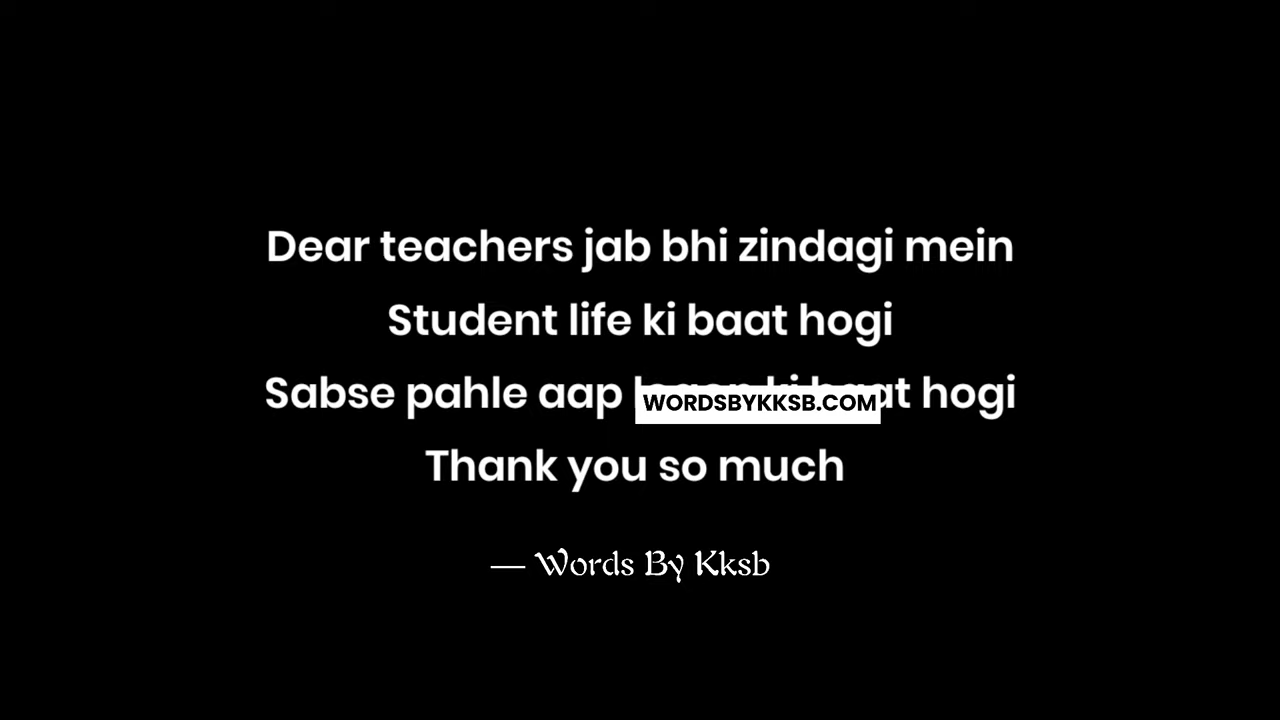 Dear teachers jab bhi zindagi mein
Student life ki baat hogi
Sabse pahle aap hogi
WORDSBYKKSB.COM
Thank you so much
— Words By Kksb